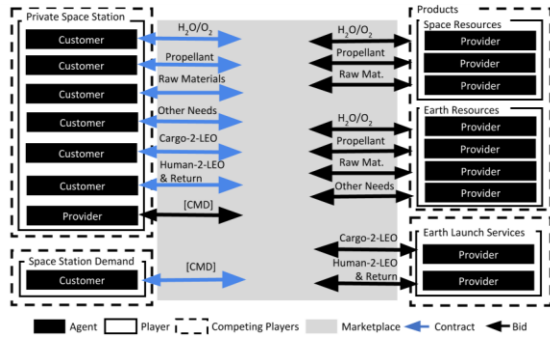 Private Space Station
Customer
Customer
Customer
Customer
Customer
Customer
Provider
Space Station Demand
Customer
H₂O/O₂
Propellant
Raw Materials
Other Needs
Cargo-2-LEO
Human-2-LEO
& Return
[CMD]
[CMD]
H₂O/O₂
Propellant
Raw Mat.
H₂O/O₂
Propellant
Raw Mat.
Other Needs
Cargo-2-LEO
Human-2-LEO
& Return
Products
Space Resources
Provider
Provider
Provider
Earth Resources
Provider
Provider
Provider
Provider
Earth Launch Services
Provider
Provider
Agent Player Competing Players Marketplace Contract Bid